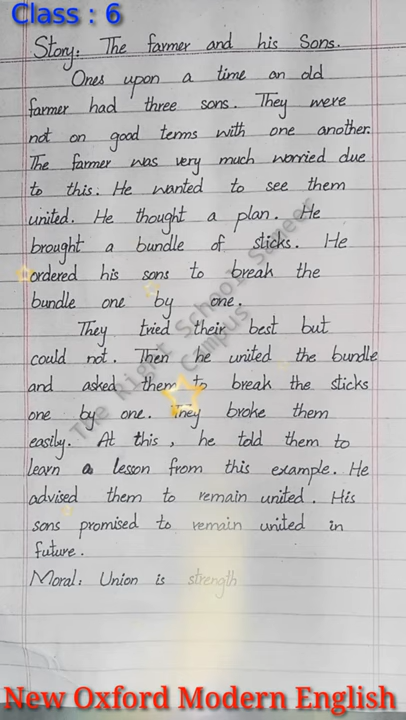 Class : 6
Story: The farmer and his Sons.
Ones upon a time an old
farmer had three sons. They were
not on good terms with one another.
The farmer was very much worried due
to this. He wanted to see them
united. He thought a plan. He
brought a bundle of sticks. He
ordered his sons to break the
bundle one by one.
They tried their best but
could not. Then he united the bundle
and asked them to break the sticks
one by one. They broke them
easily. At this, he told them to
learn a lesson from this example. He
advised them to remain united. His
sons promised to remain united in
future.
Moral: Union is strength
The Right School Sameer
Campus
New Oxford Modern English